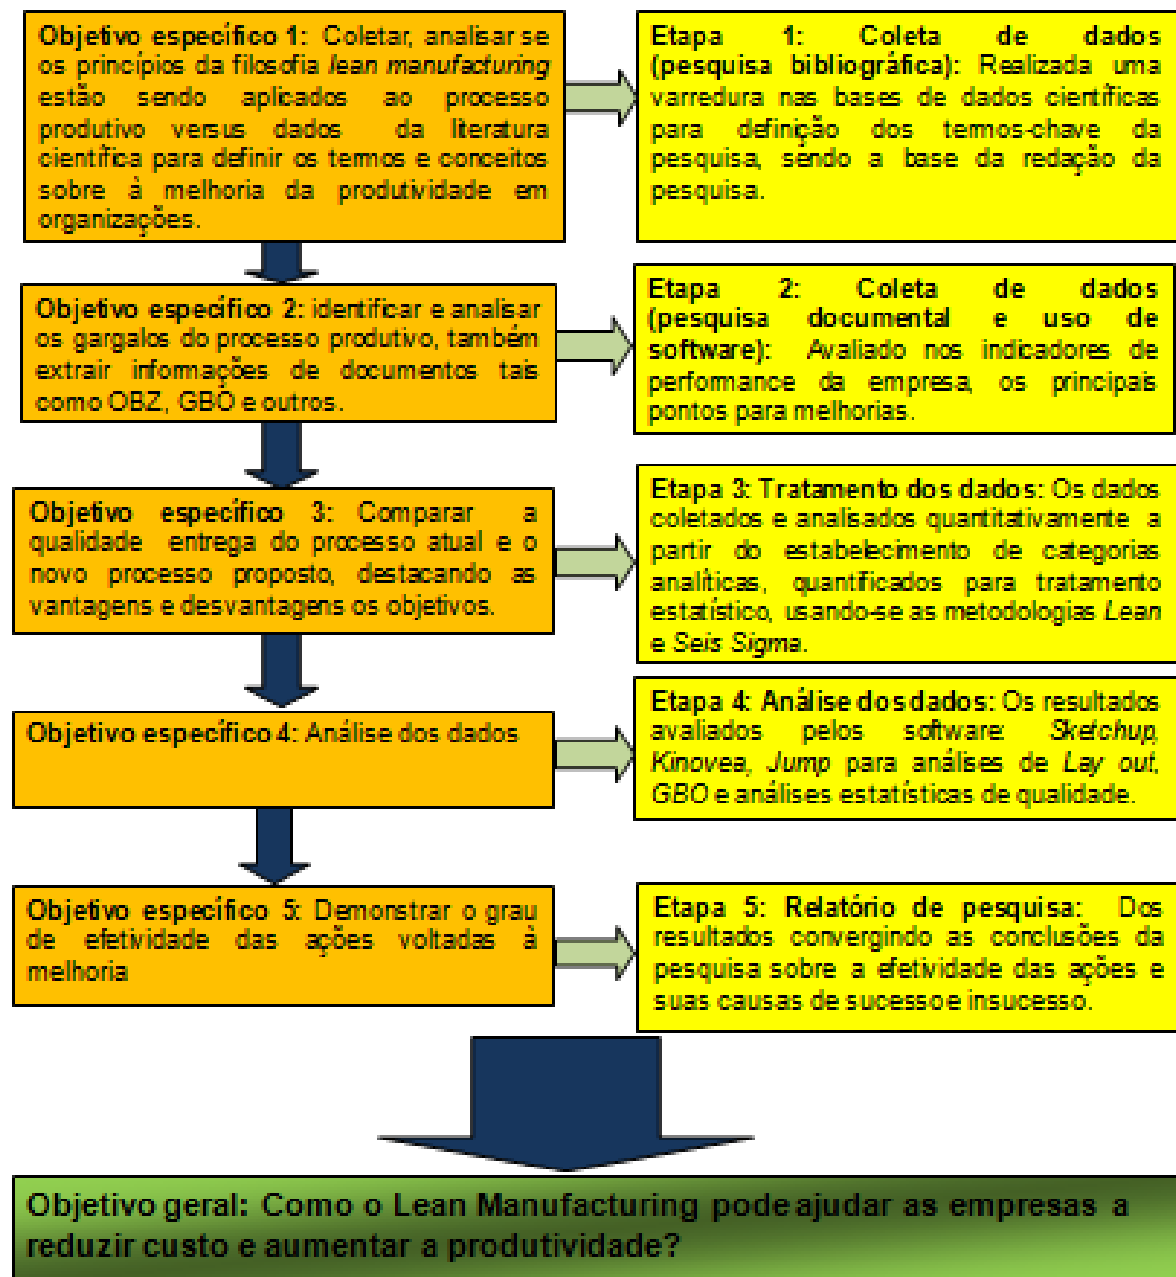 Objetivo específico 1: Coletar, analisar se
os princípios da filosofia lean manufacturing
estão sendo aplicados ao processo
produtivo versus dados da literatura
científica para definir os termos e conceitos
sobre à melhoria da produtividade em
organizações.
Etapa 1: Coleta de dados
(pesquisa bibliográfica): Realizada uma
varredura nas bases de dados científicas
para definição dos termos-chave da
pesquisa, sendo a base da redação da
pesquisa.
Objetivo específico 2: identificar e analisar
os gargalos do processo produtivo, também
extrair informações de documentos tais
como OBZ, GBO e outros.
Etapa 2: Coleta de dados
(pesquisa documental e uso de
software): Avaliado nos indicadores de
performance da empresa, os principais
pontos para melhorias.
Objetivo específico 3: Comparar a
qualidade entrega do processo atual e o
novo processo proposto, destacando as
vantagens e desvantagens os objetivos.
Etapa 3: Tratamento dos dados: Os dados
coletados e analisados quantitativamente a
partir do estabelecimento de categorias
analíticas, quantificados para tratamento
estatístico, usando-se as metodologias Lean
e Seis Sigma.
Objetivo específico 4: Análise dos dados
Etapa 4: Análise dos dados: Os resultados
avaliados pelos software: Sketchup,
Kinovea, Jump para análises de Lay out,
GBO e análises estatísticas de qualidade.
Objetivo específico 5: Demonstrar o grau
de efetividade das ações voltadas à
melhoria
Etapa 5: Relatório de pesquisa: Dos
resultados convergindo as conclusões da
pesquisa sobre a efetividade das ações e
suas causas de sucesso e insucesso.
Objetivo geral: Como o Lean Manufacturing pode ajudar as empresas a
reduzir custo e aumentar a produtividade?